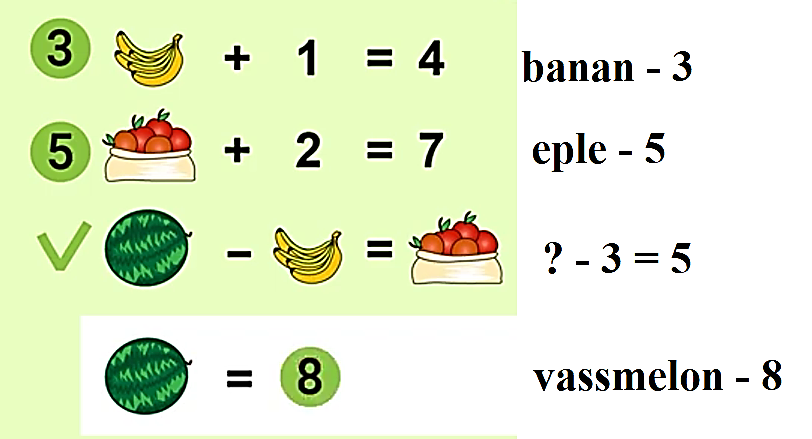 3 + 1 = 4 banan - 3
5 + 2 = 7 eple - 5
- = ? - 3 = 5
= 8 vassmelon - 8